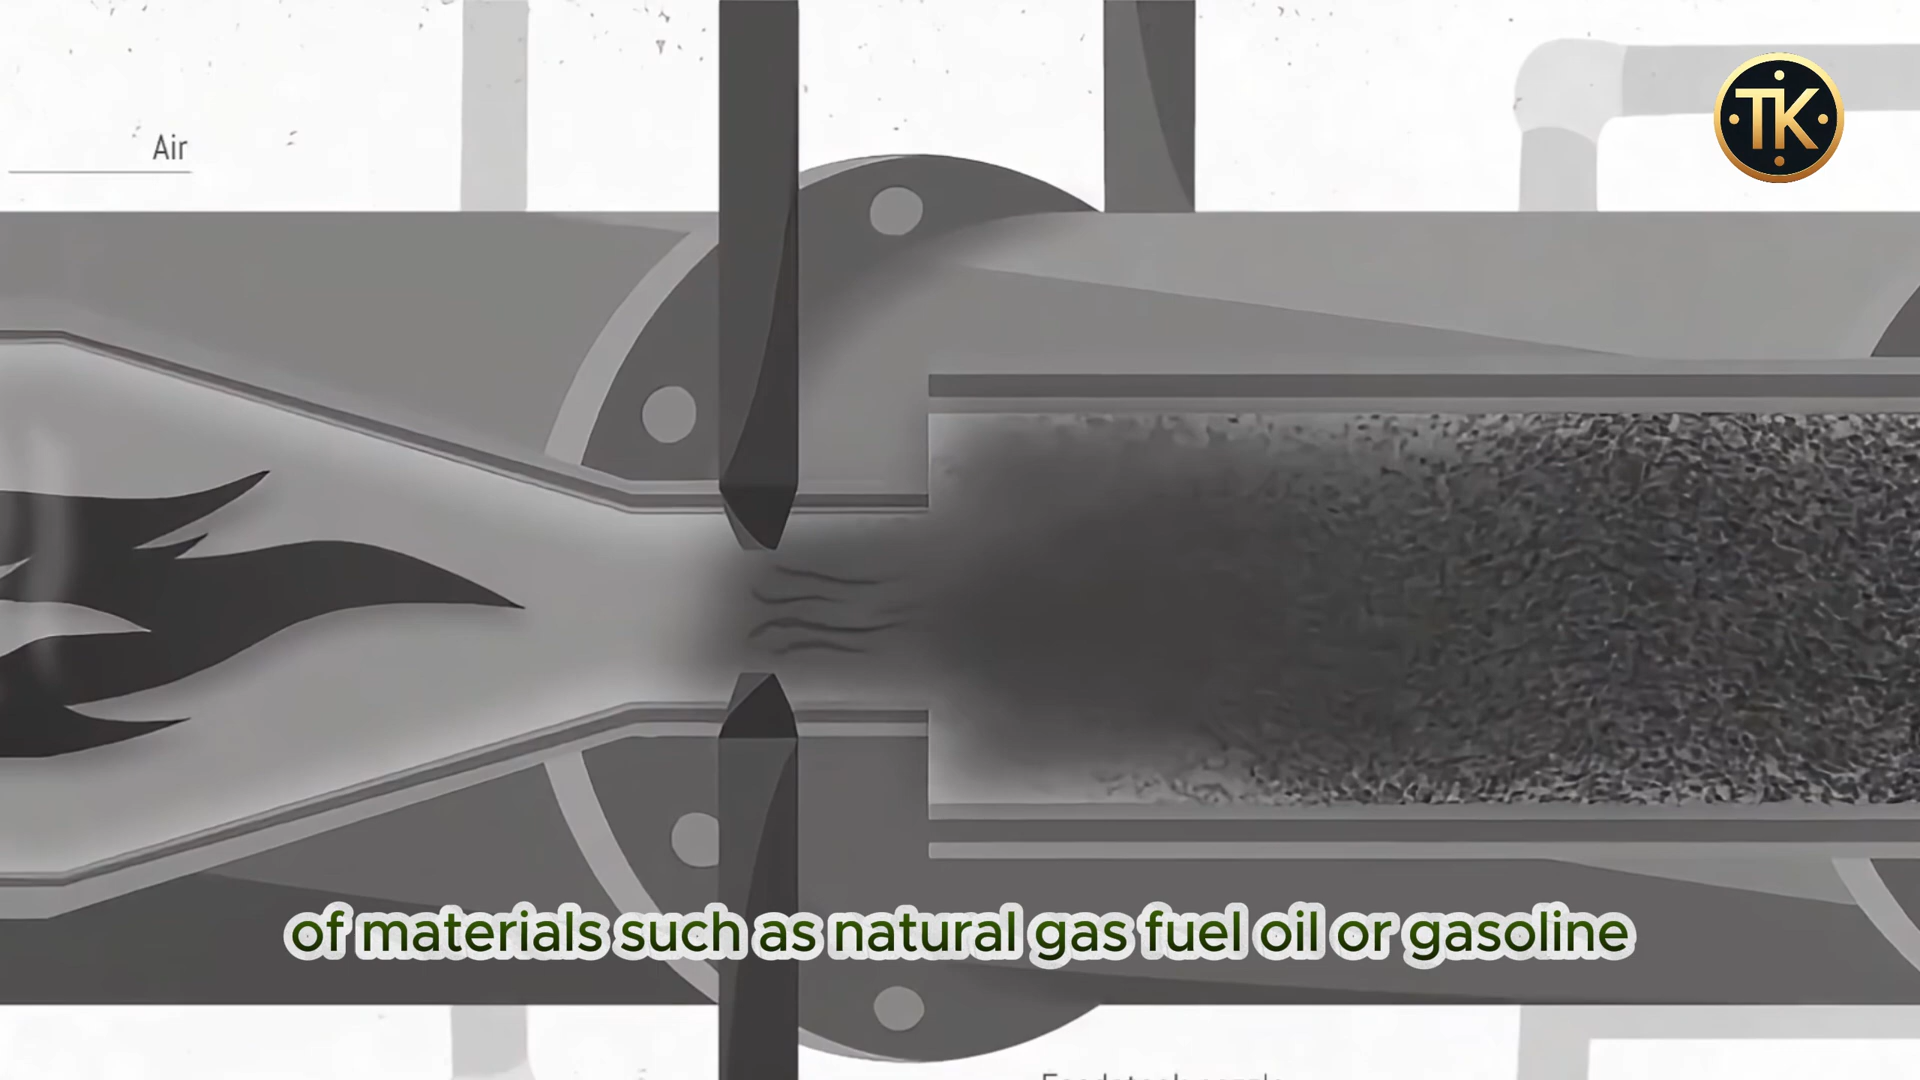 Air
TK
of materials such as natural gas fuel oil or gasoline